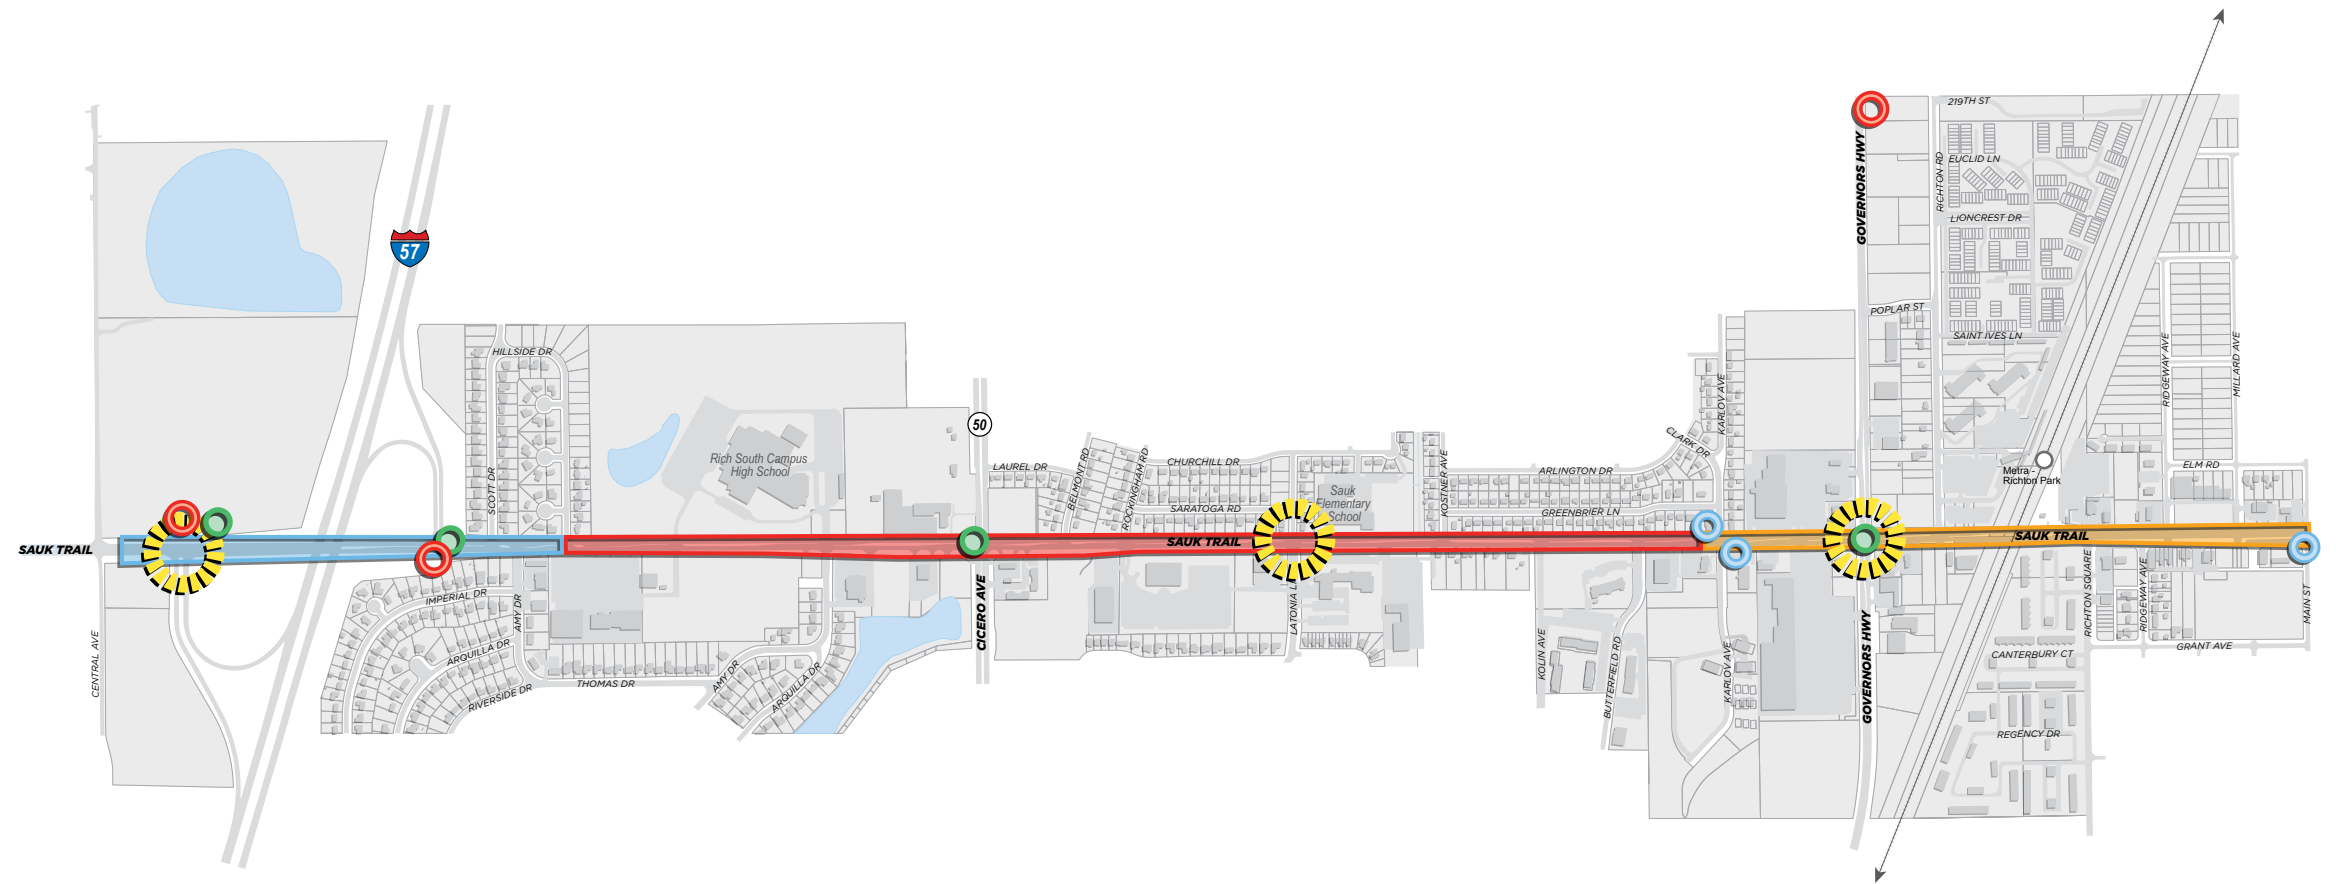 219TH ST
GOVERNORS HWY
RICHTON RD
EUCLID LN
LIONCREST DR
57
POPLAR ST
SAINT IVES LN
RIDGEWAY AVE
MILLARD AVE
HILLSIDE DR
KARLOV AVE
50
CLARK DR
SCOTT DR
Rich South Campus
High School
LAUREL DR
BELMONT RD
ROCKINGHAM RD
CHURCHILL DR
KOSTNER AVE
ARLINGTON DR
Metra -
Richton Park
ELM RD
SARATOGA RD
Sauk
Elementary
School
GREENBRIER LN
SAUK TRAIL
SAUK TRAIL
SAUK TRAIL
IMPERIAL DR
AMY DR
CICERO AVE
LATONIA LN
RICHTON SQUARE
RIDGEWAY AVE
MAIN ST
CENTRAL AVE
ARQUILLA DR
RIVERSIDE DR
THOMAS DR
AMY DR
ARQUILLA DR
KOLIN AVE
BUTTERFIELD RD
KARLOV AVE
GOVERNORS HWY
CANTERBURY CT
GRANT AVE
REGENCY DR